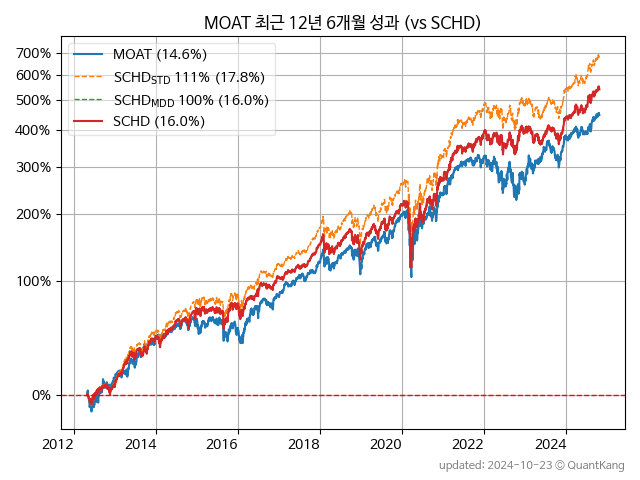 MOAT 최근 12년 6개월 성과 (vs SCHD)
MOAT (14.6%)
SCHD_STD 111% (17.8%)
SCHD_MDD 100% (16.0%)
SCHD (16.0%)
700%
600%
500%
400%
300%
200%
100%
0%
2012 2014 2016 2018 2020 2022 2024
updated: 2024-10-23 ⓒ QuantKang